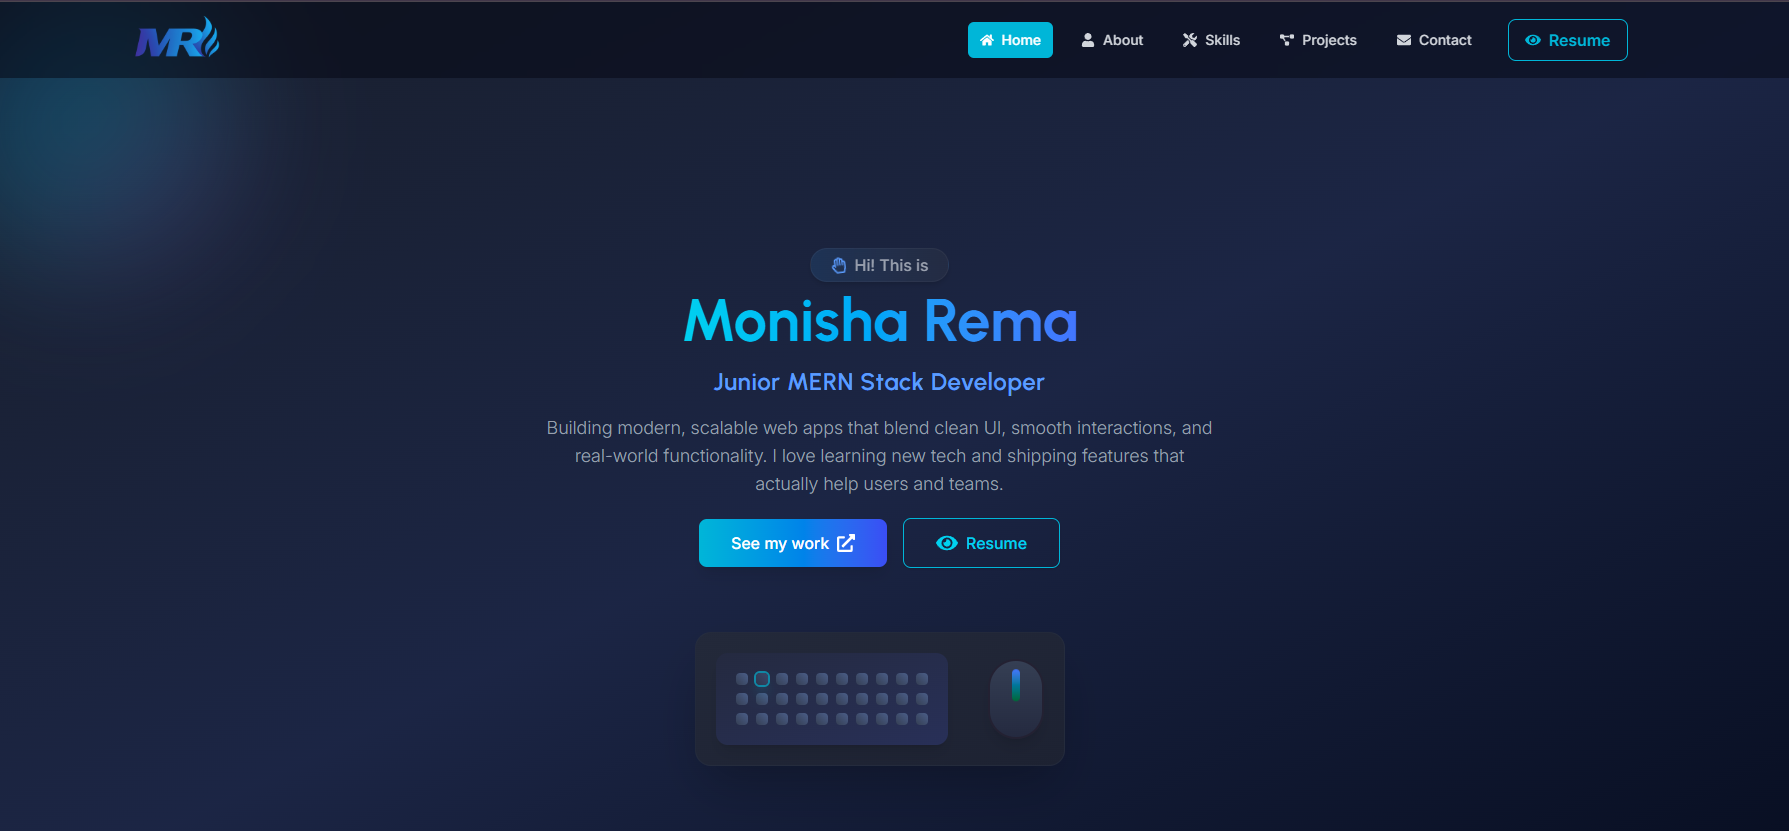 MR
Home About Skills Projects Contact Resume
Hi! This is
Monisha Rema
Junior MERN Stack Developer
Building modern, scalable web apps that blend clean UI, smooth interactions, and
real-world functionality. I love learning new tech and shipping features that
actually help users and teams.
See my work Resume